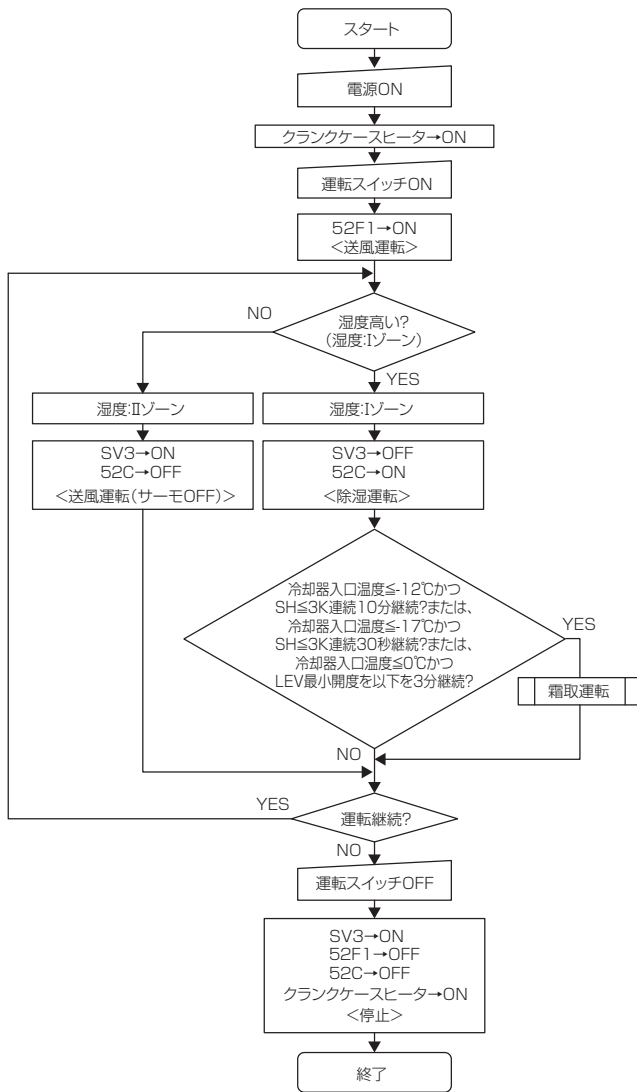 スタート
電源ON
クランクケースヒータ→ON
運転スイッチON
52F1→ON
<送風運転>
NO
湿度高い?
(湿度:Iゾーン)
YES
湿度:IIゾーン
湿度:Iゾーン
SV3→ON
52C→OFF
<送風運転(サーモOFF)>
SV3→OFF
52C→ON
<除湿運転>
冷却器入口温度≦-12℃かつ
SH≦3K連続10分継続?または、
冷却器入口温度≦-17℃かつ
SH≦3K連続30秒継続?または、
冷却器入口温度≦0℃かつ
LEV最小開度を以下を3分継続?
YES
霜取運転
NO
YES
運転継続?
NO
運転スイッチOFF
SV3→ON
52F1→OFF
52C→OFF
クランクケースヒータ→ON
<停止>
終了